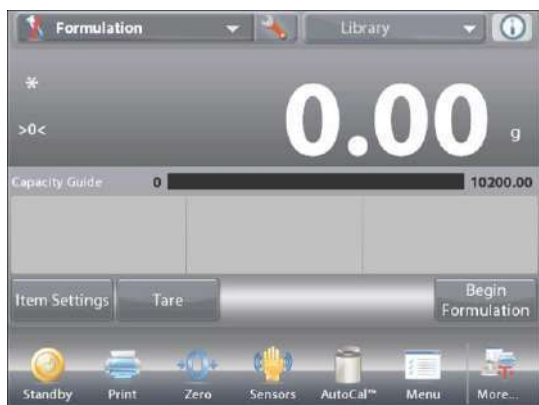 Formulation Library
*
>0<
0.00 g
Capacity Guide 0 10200.00
Item Settings Tare Begin Formulation
Standby Print Zero Sensors AutoCal™ Menu More...